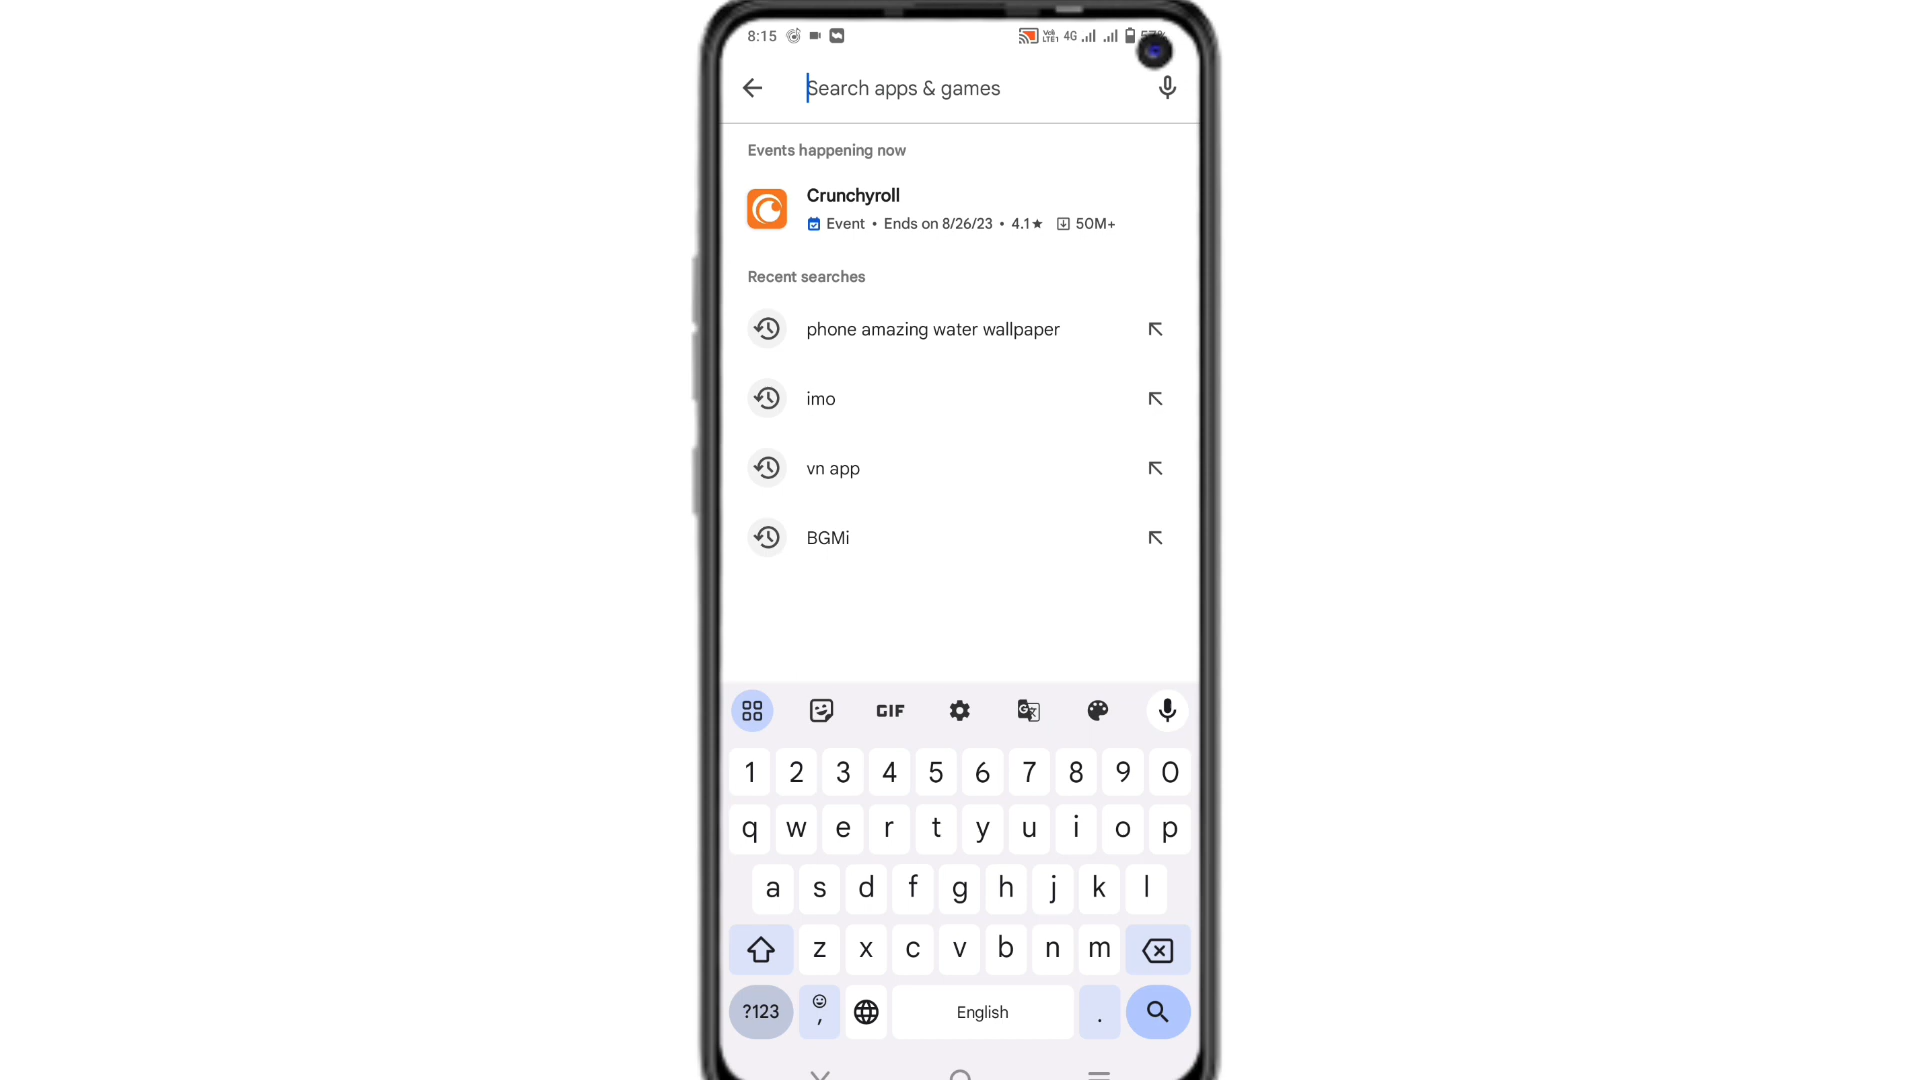 8:15 4G
Search apps & games
Events happening now
Crunchyroll
Event • Ends on 8/26/23 • 4.1★ 50M+
Recent searches
phone amazing water wallpaper
imo
vn app
BGMi
GIF
1 2 3 4 5 6 7 8 9 0
q w e r t y u i o p
a s d f g h j k l
z x c v b n m
?123 , English .